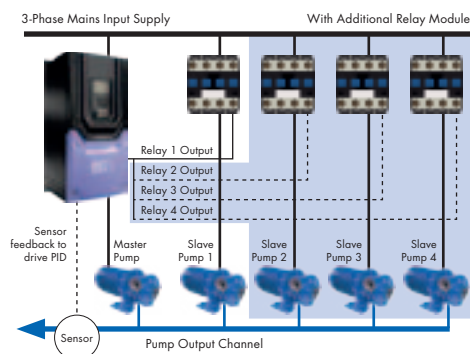 3-Phase Mains Input Supply
With Additional Relay Module
Relay 1 Output
Relay 2 Output
Relay 3 Output
Relay 4 Output
Sensor
feedback to
drive PID
Master
Pump
Slave
Pump 1
Slave
Pump 2
Slave
Pump 3
Slave
Pump 4
Sensor
Pump Output Channel